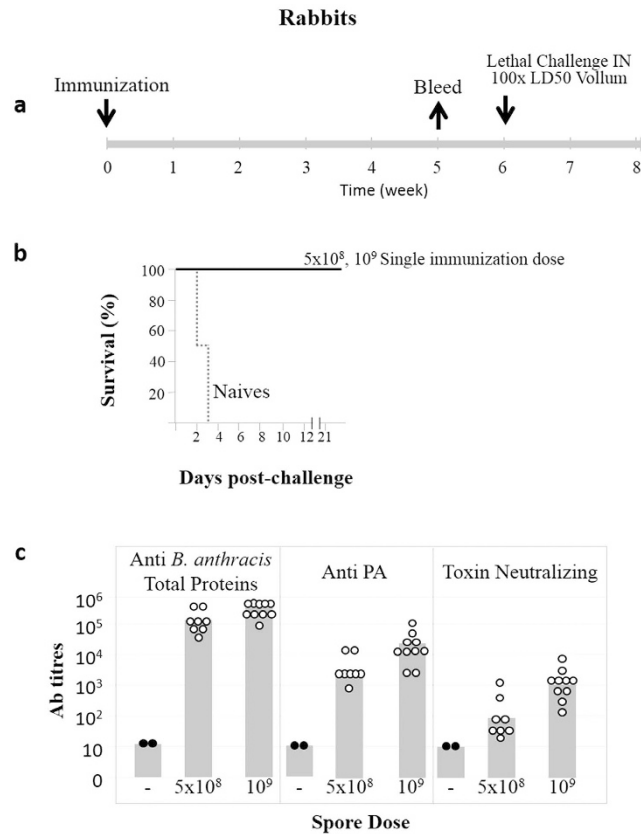 Rabbits
a
Immunization
Bleed
Lethal Challenge IN
100x LD50 Vollum
0 1 2 3 4 5 6 7 8
Time (week)
b
5x10⁸, 10⁹ Single immunization dose
Survival (%)
100
80
60
40
20
Naives
2 4 6 8 10 12 21
Days post-challenge
c
Anti B. anthracis
Total Proteins
Anti PA
Toxin Neutralizing
Ab titres
10⁶
10⁵
10⁴
10³
10²
10
0
- 5x10⁸ 10⁹ - 5x10⁸ 10⁹ - 5x10⁸ 10⁹
Spore Dose